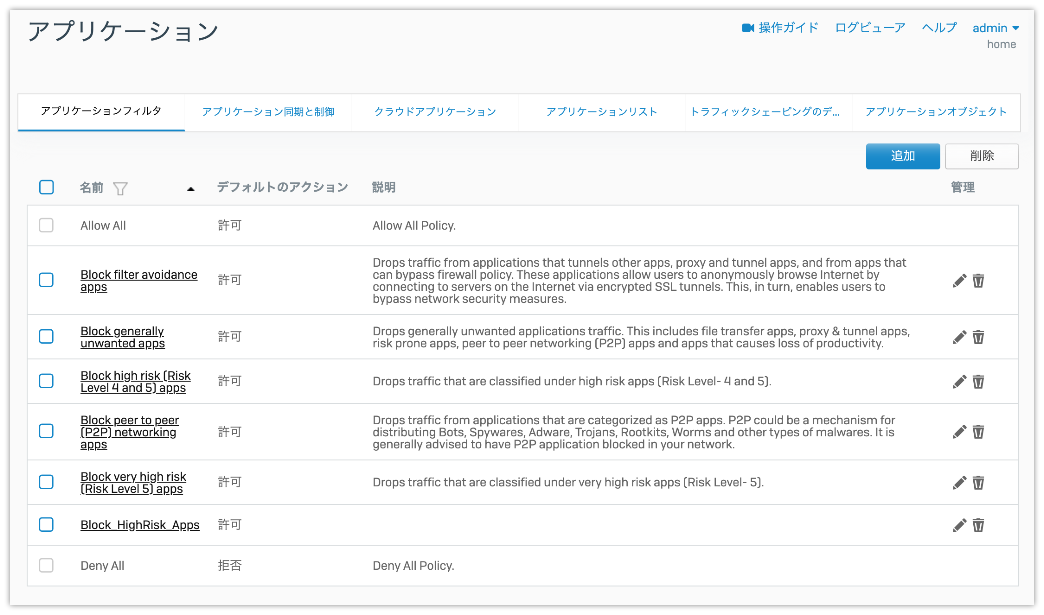 アプリケーション
操作ガイド ログビューア ヘルプ admin
home
アプリケーションフィルタ アプリケーション同期と制御 クラウドアプリケーション アプリケーションリスト トラフィックシェーピングのデ... アプリケーションオブジェクト
追加 削除
名前 デフォルトのアクション 説明 管理
Allow All 許可 Allow All Policy.
Block filter avoidance
apps
許可
Drops traffic from applications that tunnels other apps, proxy and tunnel apps, and from apps that
can bypass firewall policy. These applications allow users to anonymously browse Internet by
connecting to servers on the Internet via encrypted SSL tunnels. This, in turn, enables users to
bypass network security measures.
Block generally
unwanted apps
許可
Drops generally unwanted applications traffic. This includes file transfer apps, proxy & tunnel apps,
risk prone apps, peer to peer networking (P2P) apps and apps that causes loss of productivity.
Block high risk (Risk
Level 4 and 5) apps
許可
Drops traffic that are classified under high risk apps (Risk Level- 4 and 5).
Block peer to peer
(P2P) networking
apps
許可
Drops traffic from applications that are categorized as P2P apps. P2P could be a mechanism for
distributing Bots, Spywares, Adware, Trojans, Rootkits, Worms and other types of malwares. It is
generally advised to have P2P application blocked in your network.
Block very high risk
(Risk Level 5) apps
許可
Drops traffic that are classified under very high risk apps (Risk Level- 5).
Block_HighRisk_Apps 許可
Deny All 拒否 Deny All Policy.